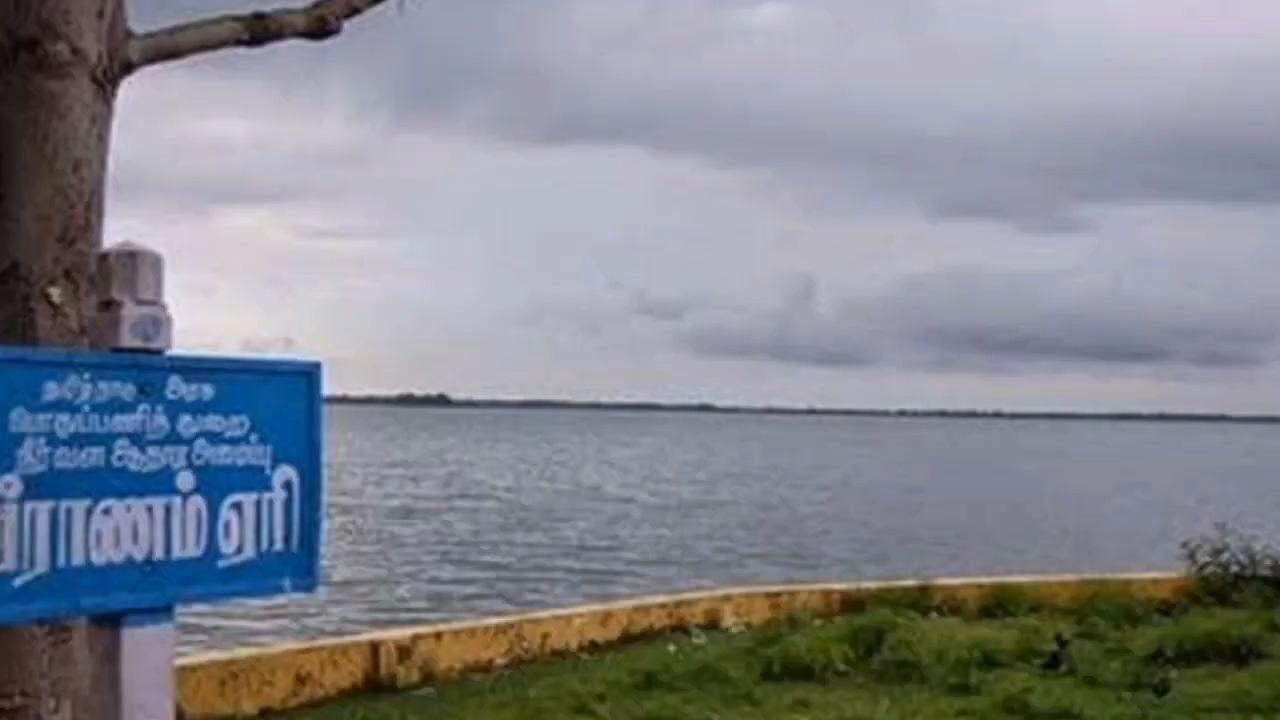 தமிழ்நாடு அரசு
பொதுப்பணித் துறை
நீர்வள ஆதார அமைப்பு
வீராணம் ஏரி